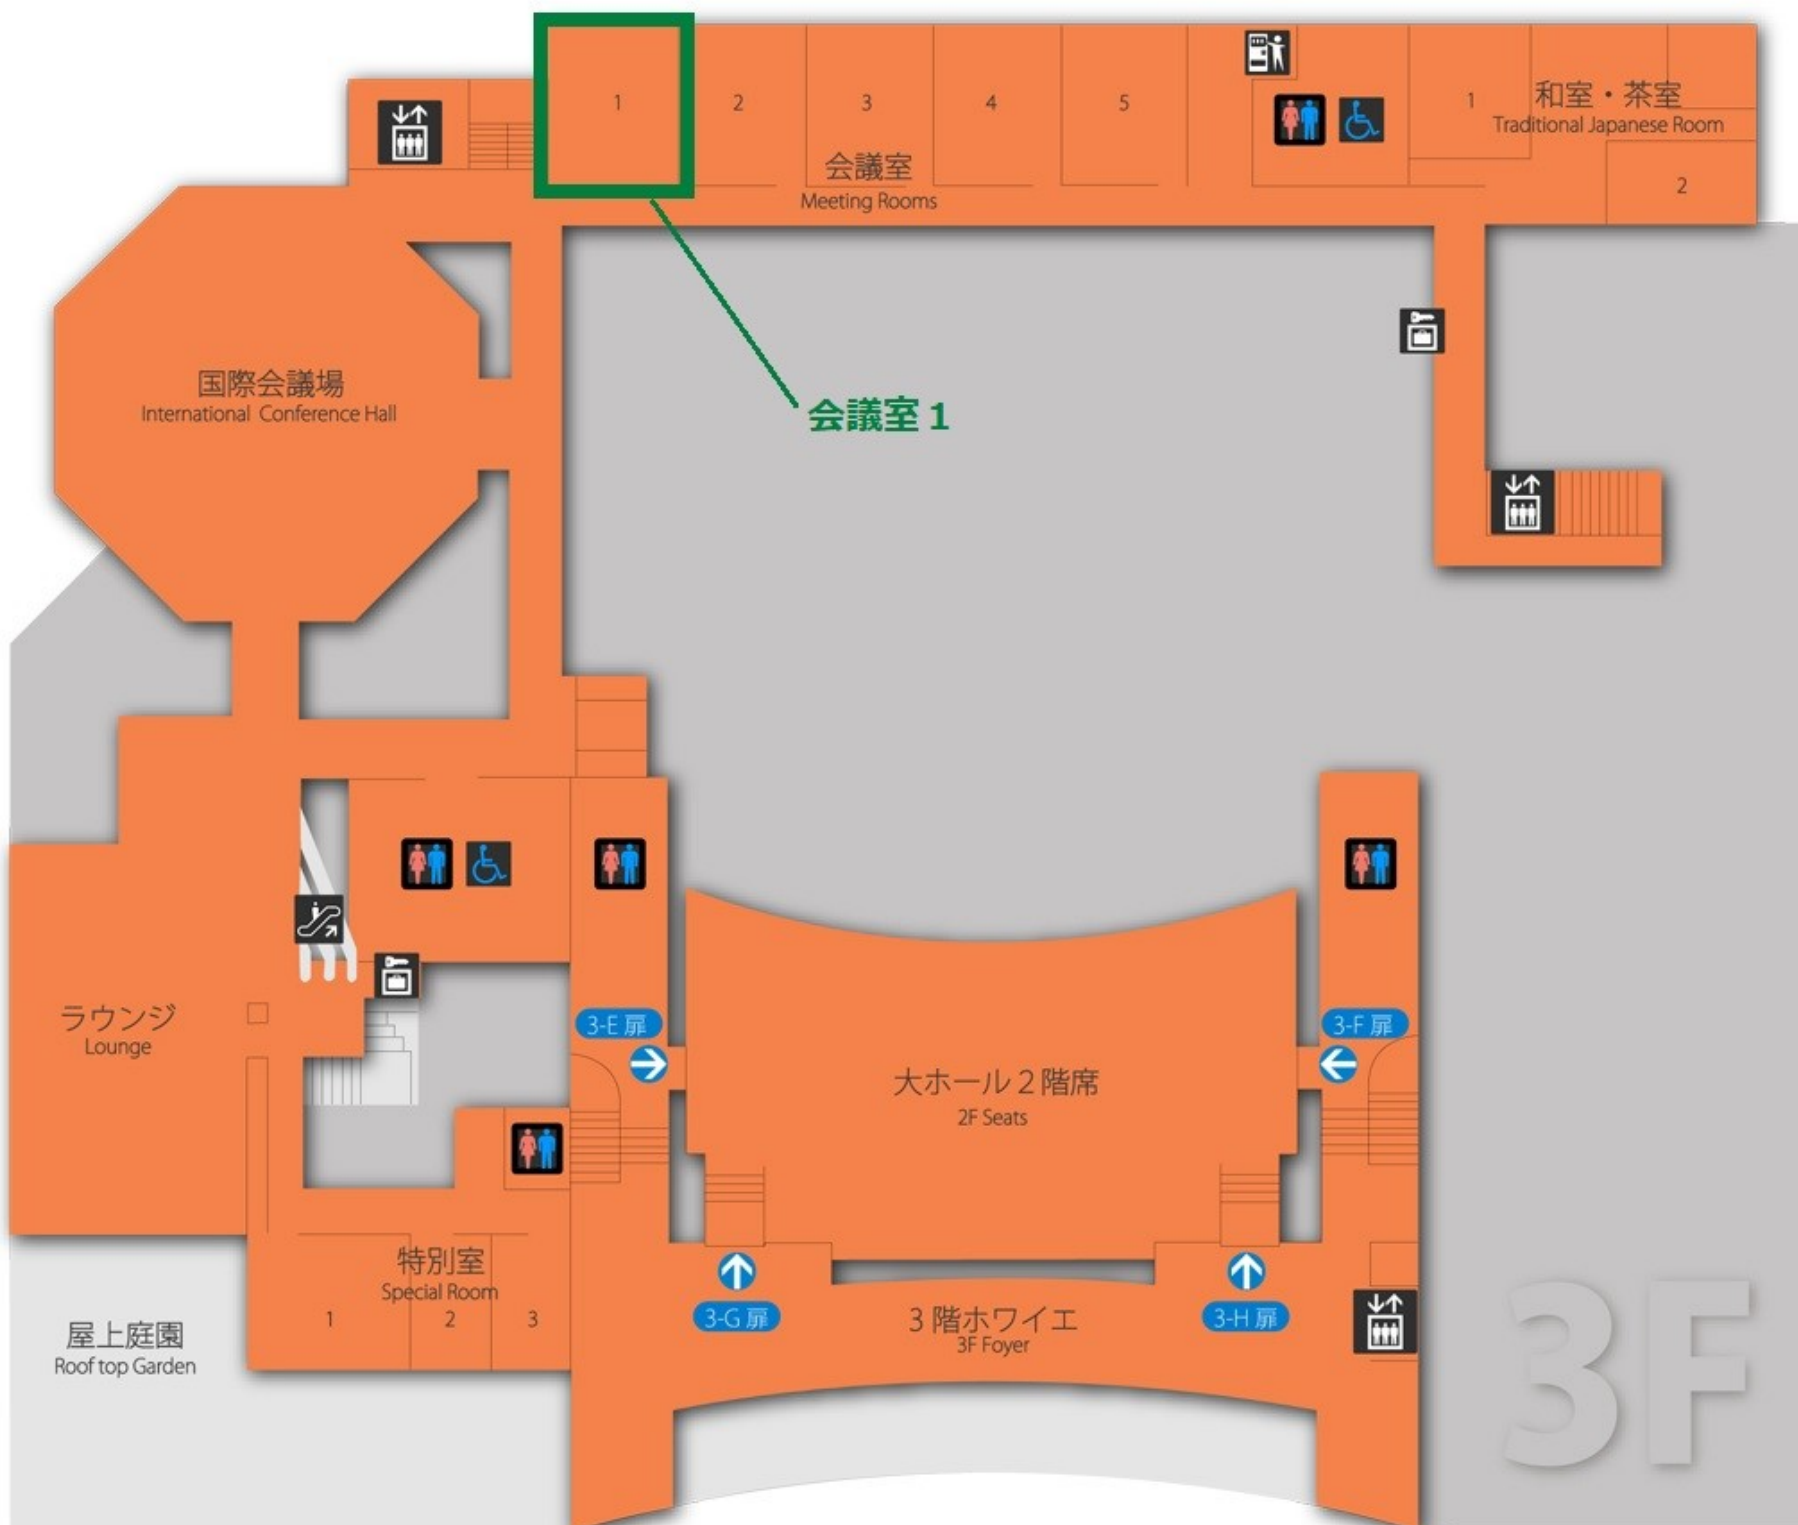 1
2
3
4
5
会議室
Meeting Rooms
1
和室・茶室
Traditional Japanese Room
2
国際会議場
International Conference Hall
会議室1
ラウンジ
Lounge
3-E 扉
3-F 扉
大ホール2階席
2F Seats
特別室
Special Room
1
2
3
3-G 扉
3階ホワイエ
3F Foyer
3-H 扉
屋上庭園
Roof top Garden
3F